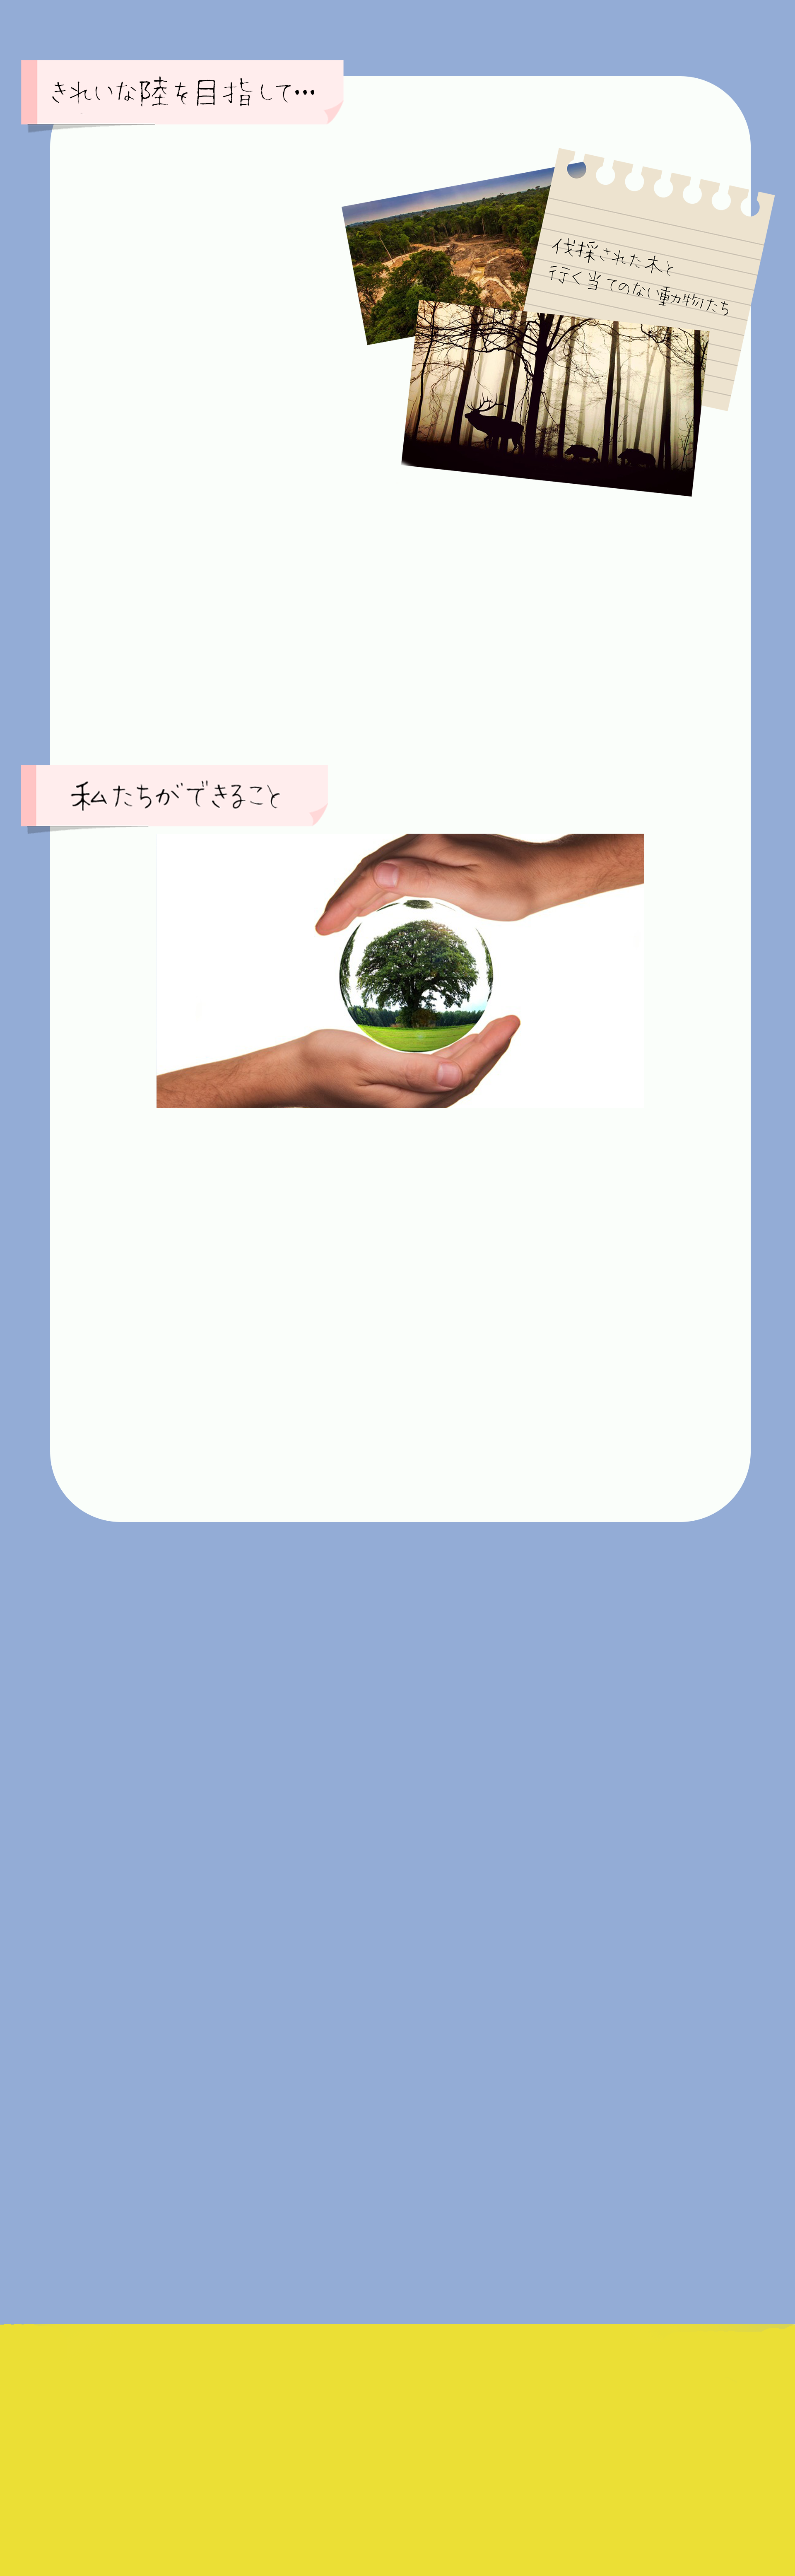 きれいな陸を目指して…
伐採された木と
行く当てのない動物たち
私たちができること